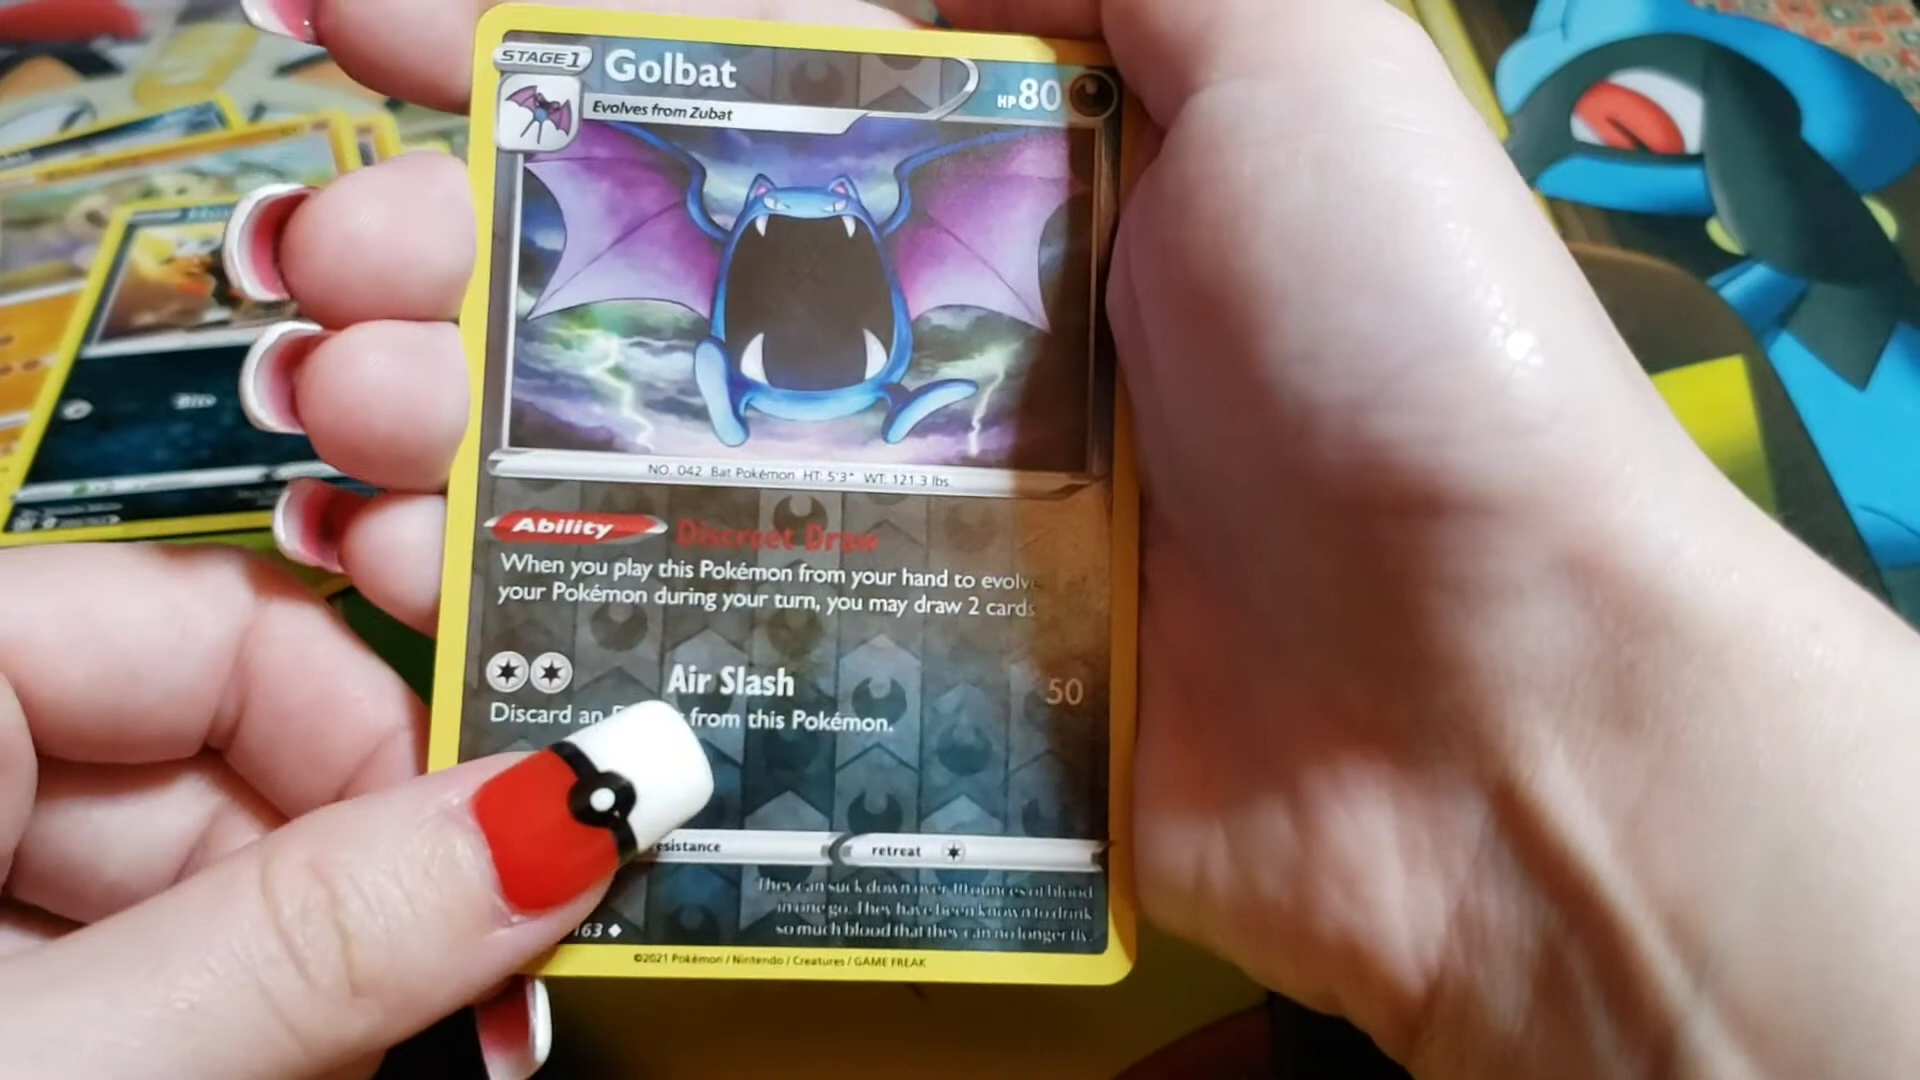 STAGE 1
Golbat
HP 80
Evolves from Zubat
NO. 042 Bat Pokémon HT: 5'3" WT: 121.3 lbs.
Ability Discreet Draw
When you play this Pokémon from your hand to evolve
your Pokémon during your turn, you may draw 2 cards
Air Slash 50
Discard an from this Pokémon.
esistance retreat
They can suck down over 10 ounces of blood
in one go. They have been known to drink
so much blood that they can no longer fly.
163
©2021 Pokémon / Nintendo / Creatures / GAME FREAK
Bite